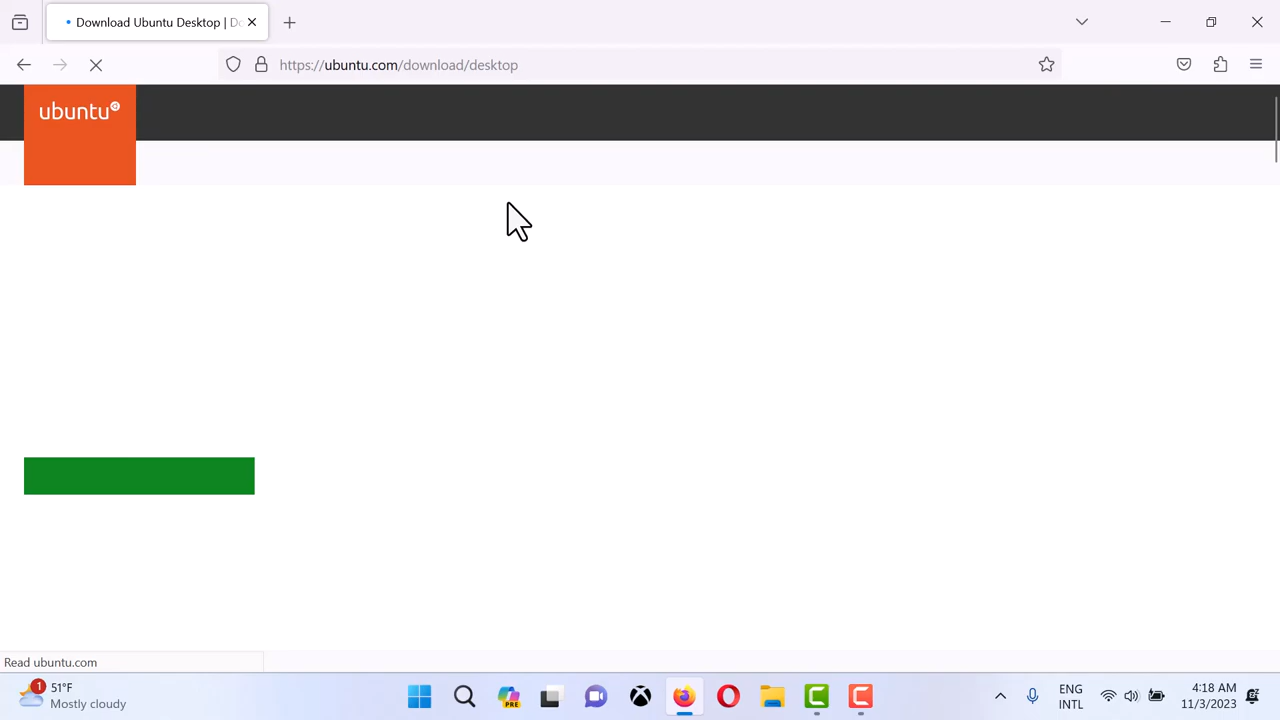 Download Ubuntu Desktop | Do
https://ubuntu.com/download/desktop
ubuntu
Read ubuntu.com
1
51°F
Mostly cloudy
PRE
ENG
INTL
4:18 AM
11/3/2023